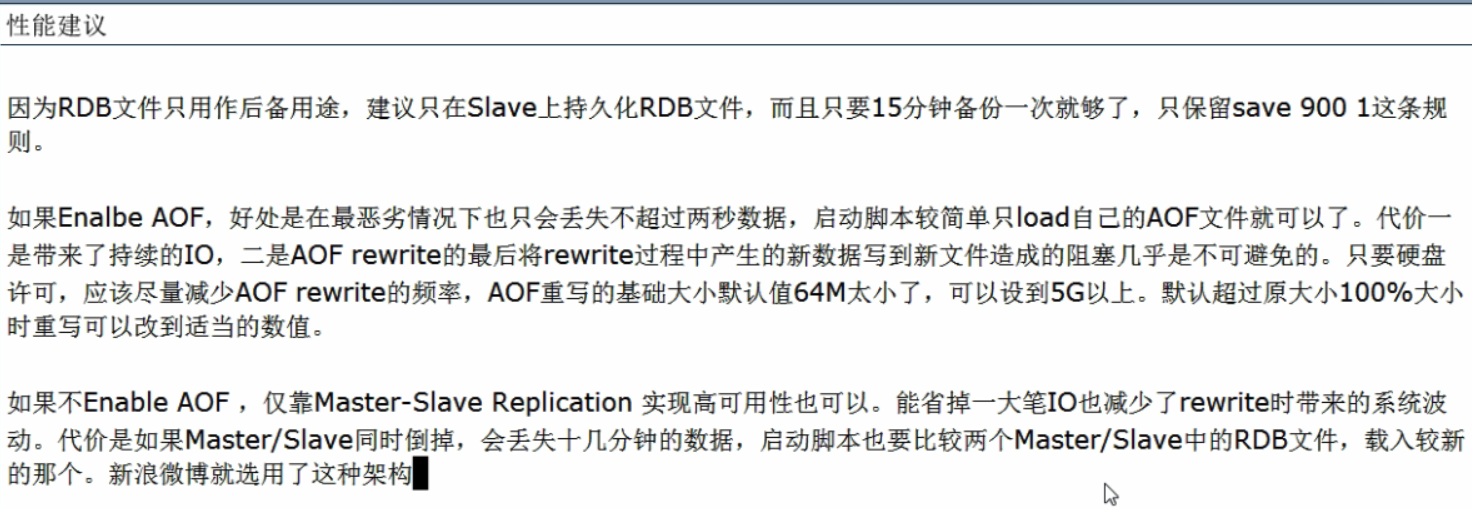 性能建议
因为RDB文件只用作后备用途，建议只在Slave上持久化RDB文件，而且只要15分钟备份一次就够了，只保留save 900 1这条规
则。
如果Enalbe AOF，好处是在最恶劣情况下也只会丢失不超过两秒数据，启动脚本较简单只load自己的AOF文件就可以了。代价一
是带来了持续的IO，二是AOF rewrite的最后将rewrite过程中产生的新数据写到新文件造成的阻塞几乎是不可避免的。只要硬盘
许可，应该尽量减少AOF rewrite的频率，AOF重写的基础大小默认值64M太小了，可以设到5G以上。默认超过原大小100%大小
时重写可以改到适当的数值。
如果不Enable AOF ，仅靠Master-Slave Replication 实现高可用性也可以。能省掉一大笔IO也减少了rewrite时带来的系统波
动。代价是如果Master/Slave同时倒掉，会丢失十几分钟的数据，启动脚本也要比较两个Master/Slave中的RDB文件，载入较新
的那个。新浪微博就选用了这种架构